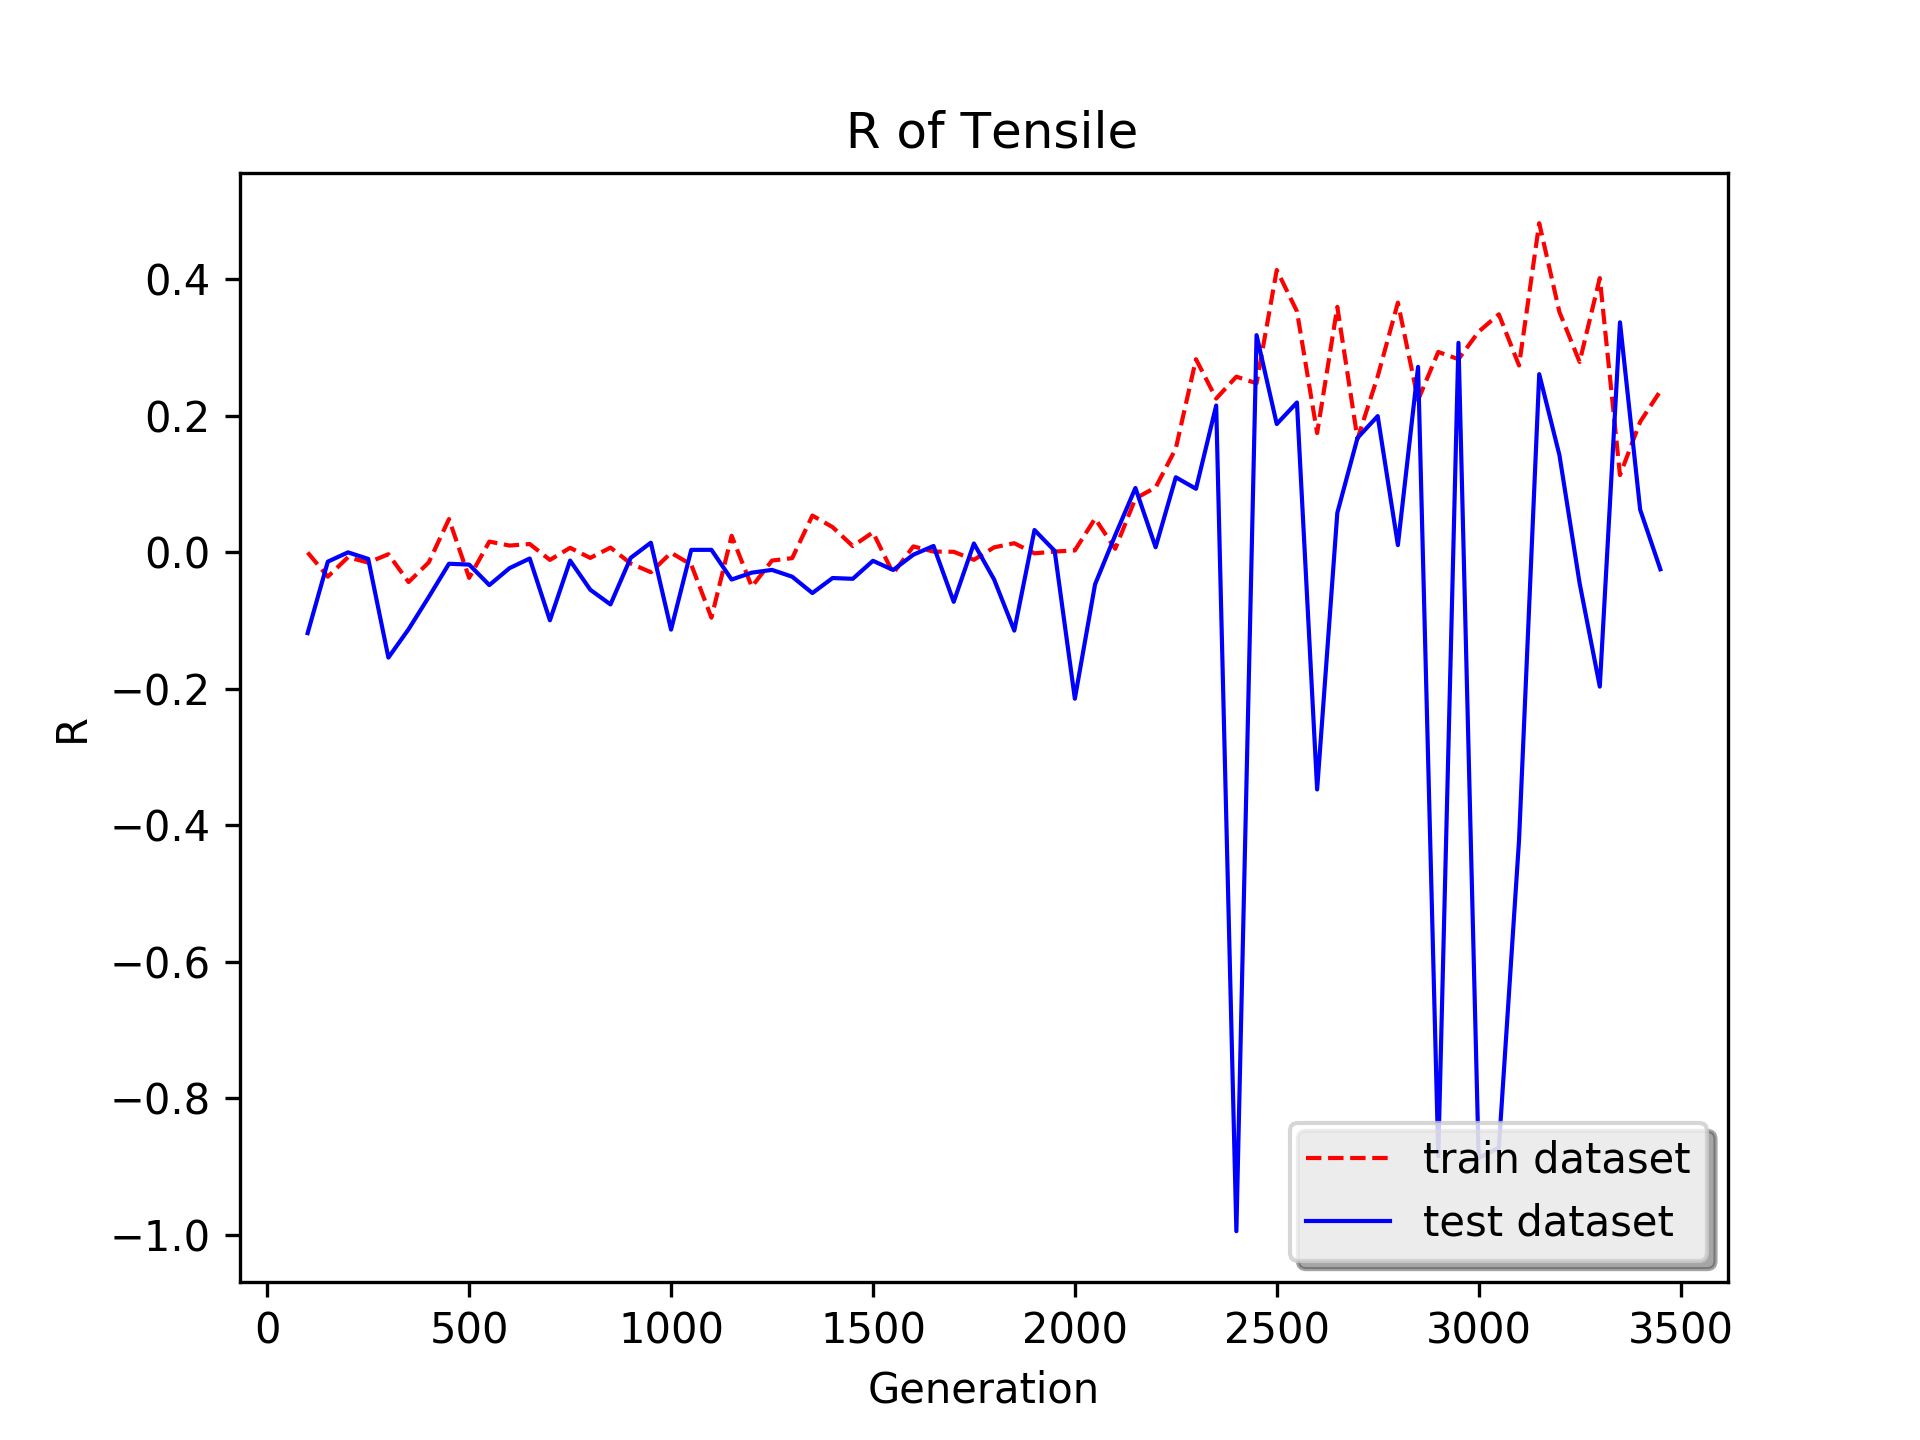 R of Tensile
0.4
0.2
0.0
−0.2
−0.4
−0.6
−0.8
−1.0
R
train dataset
test dataset
0 500 1000 1500 2000 2500 3000 3500
Generation